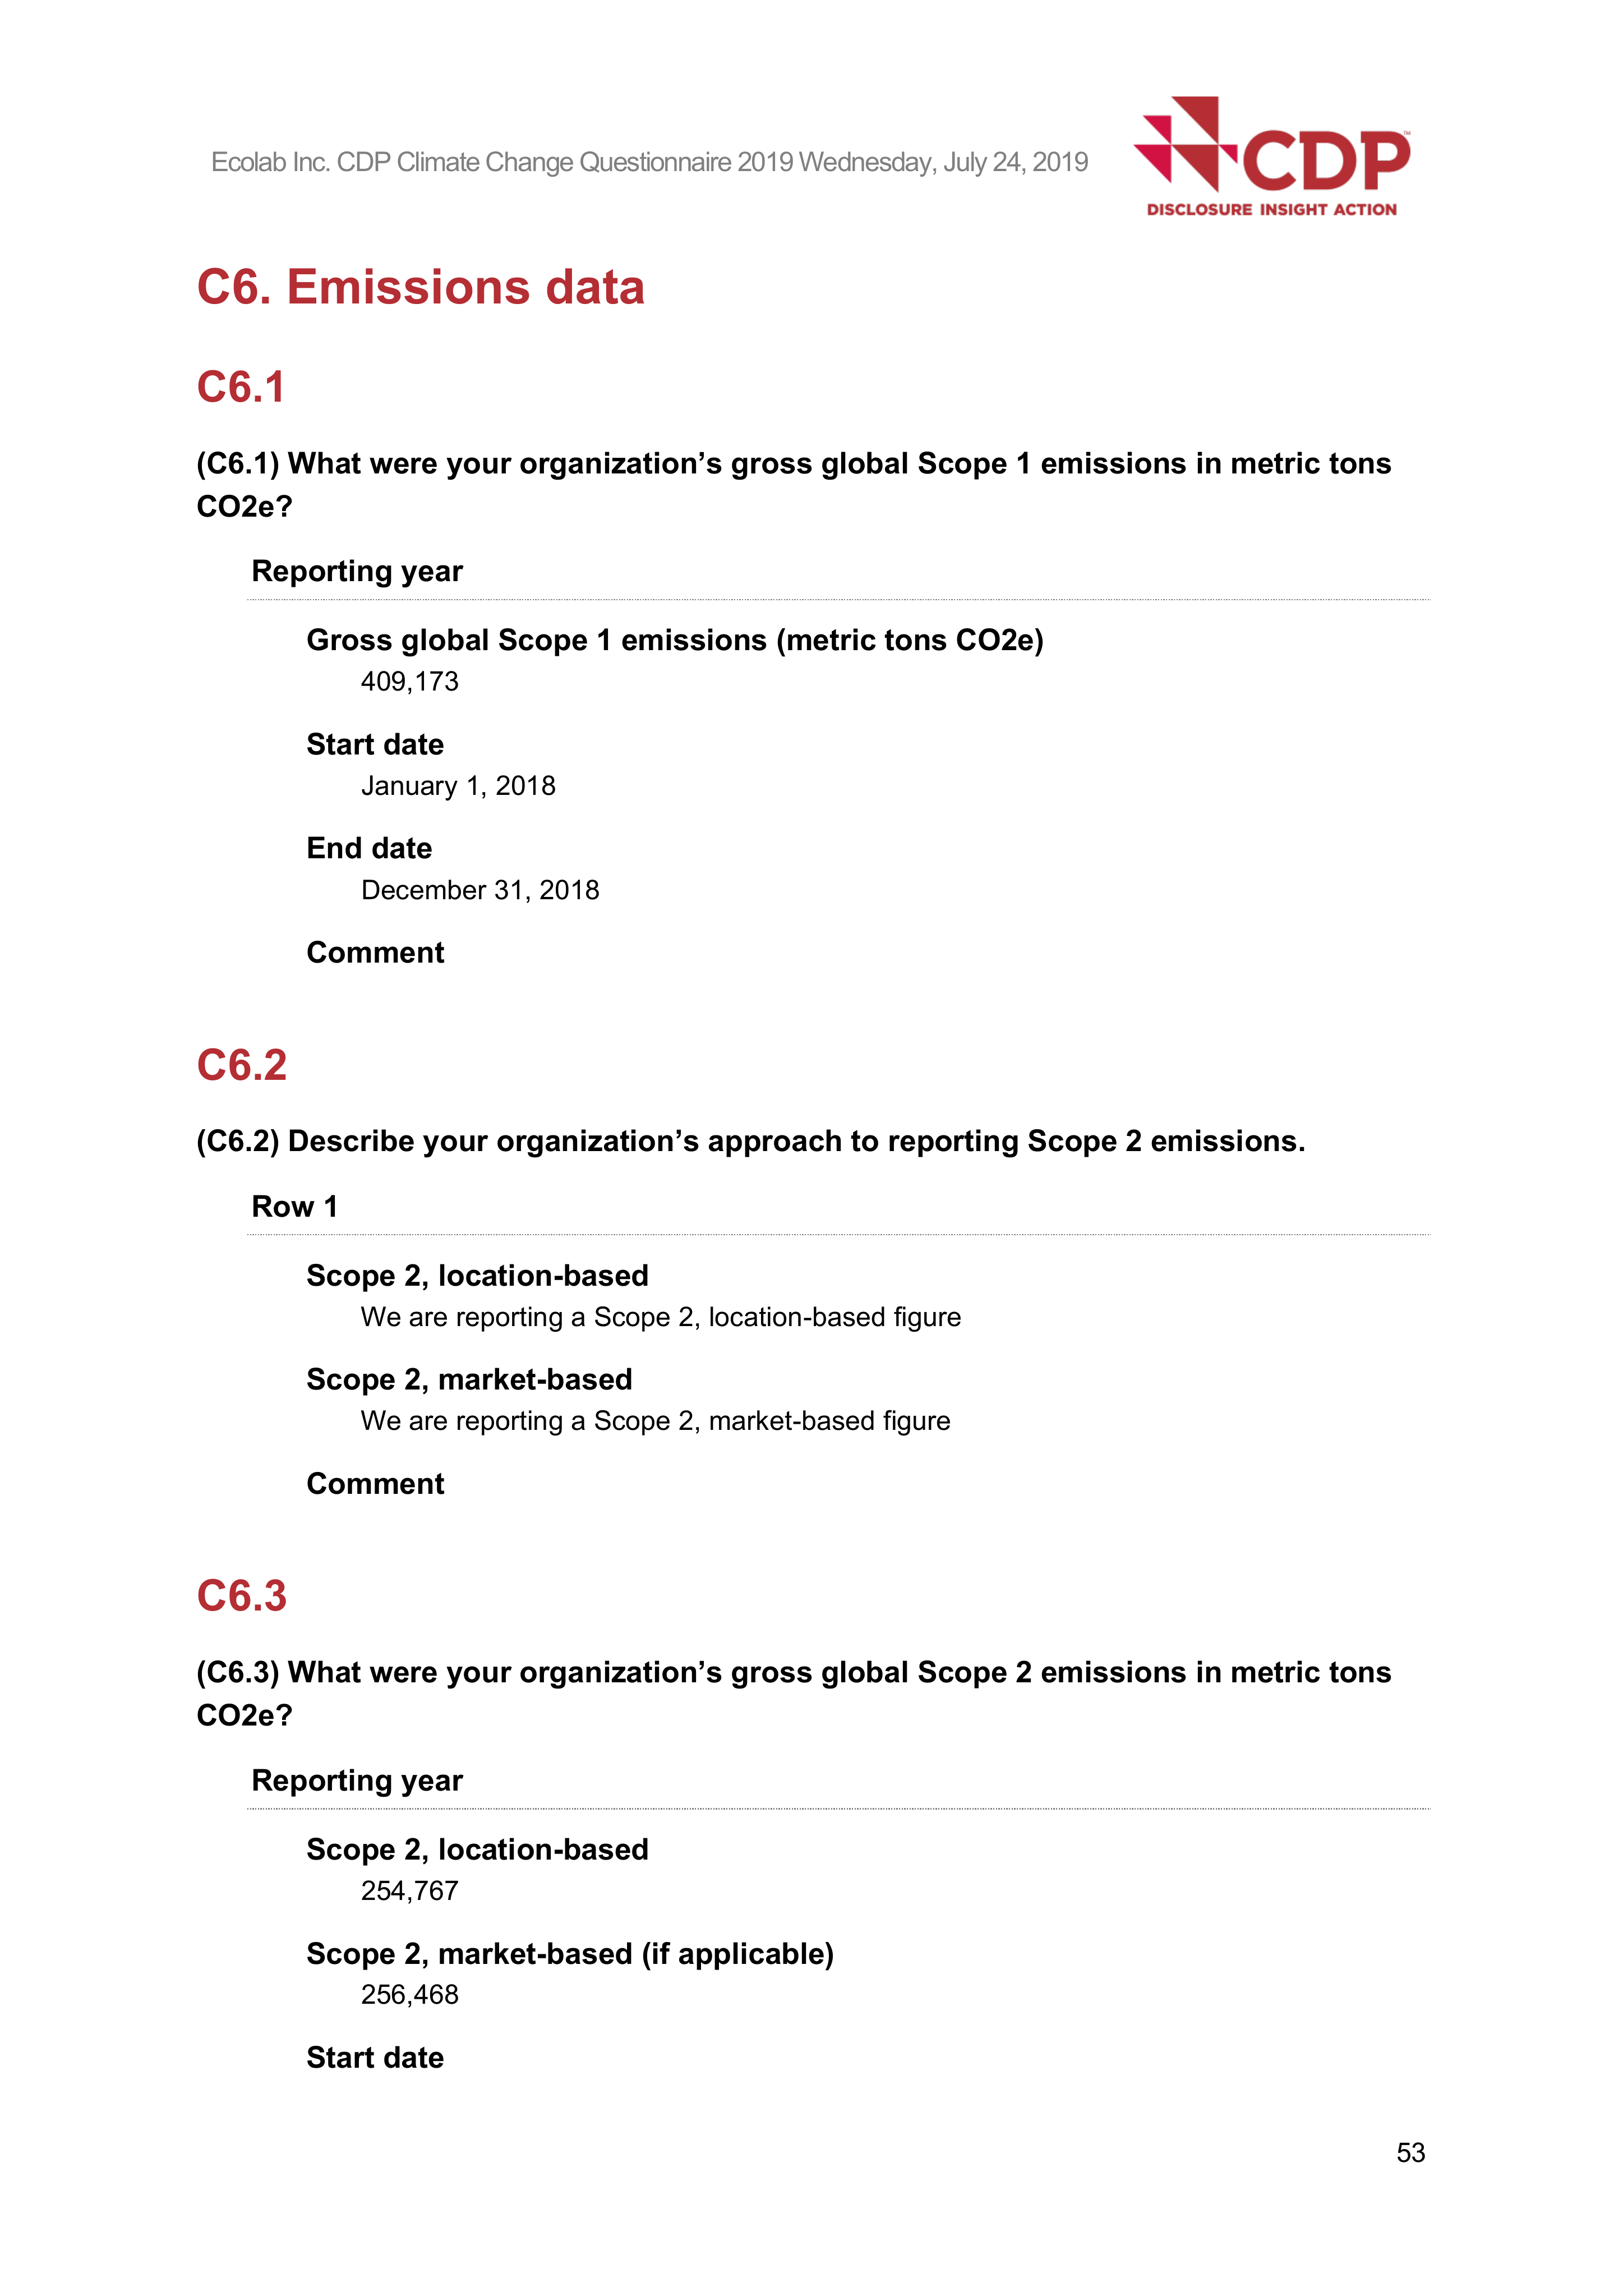 Ecolab Inc. CDP Climate Change Questionnaire 2019 Wednesday, July 24, 2019
CDP™
DISCLOSURE INSIGHT ACTION
C6. Emissions data
C6.1
(C6.1) What were your organization’s gross global Scope 1 emissions in metric tons
CO2e?
Reporting year
Gross global Scope 1 emissions (metric tons CO2e)
409,173
Start date
January 1, 2018
End date
December 31, 2018
Comment
C6.2
(C6.2) Describe your organization’s approach to reporting Scope 2 emissions.
Row 1
Scope 2, location-based
We are reporting a Scope 2, location-based figure
Scope 2, market-based
We are reporting a Scope 2, market-based figure
Comment
C6.3
(C6.3) What were your organization’s gross global Scope 2 emissions in metric tons
CO2e?
Reporting year
Scope 2, location-based
254,767
Scope 2, market-based (if applicable)
256,468
Start date
53